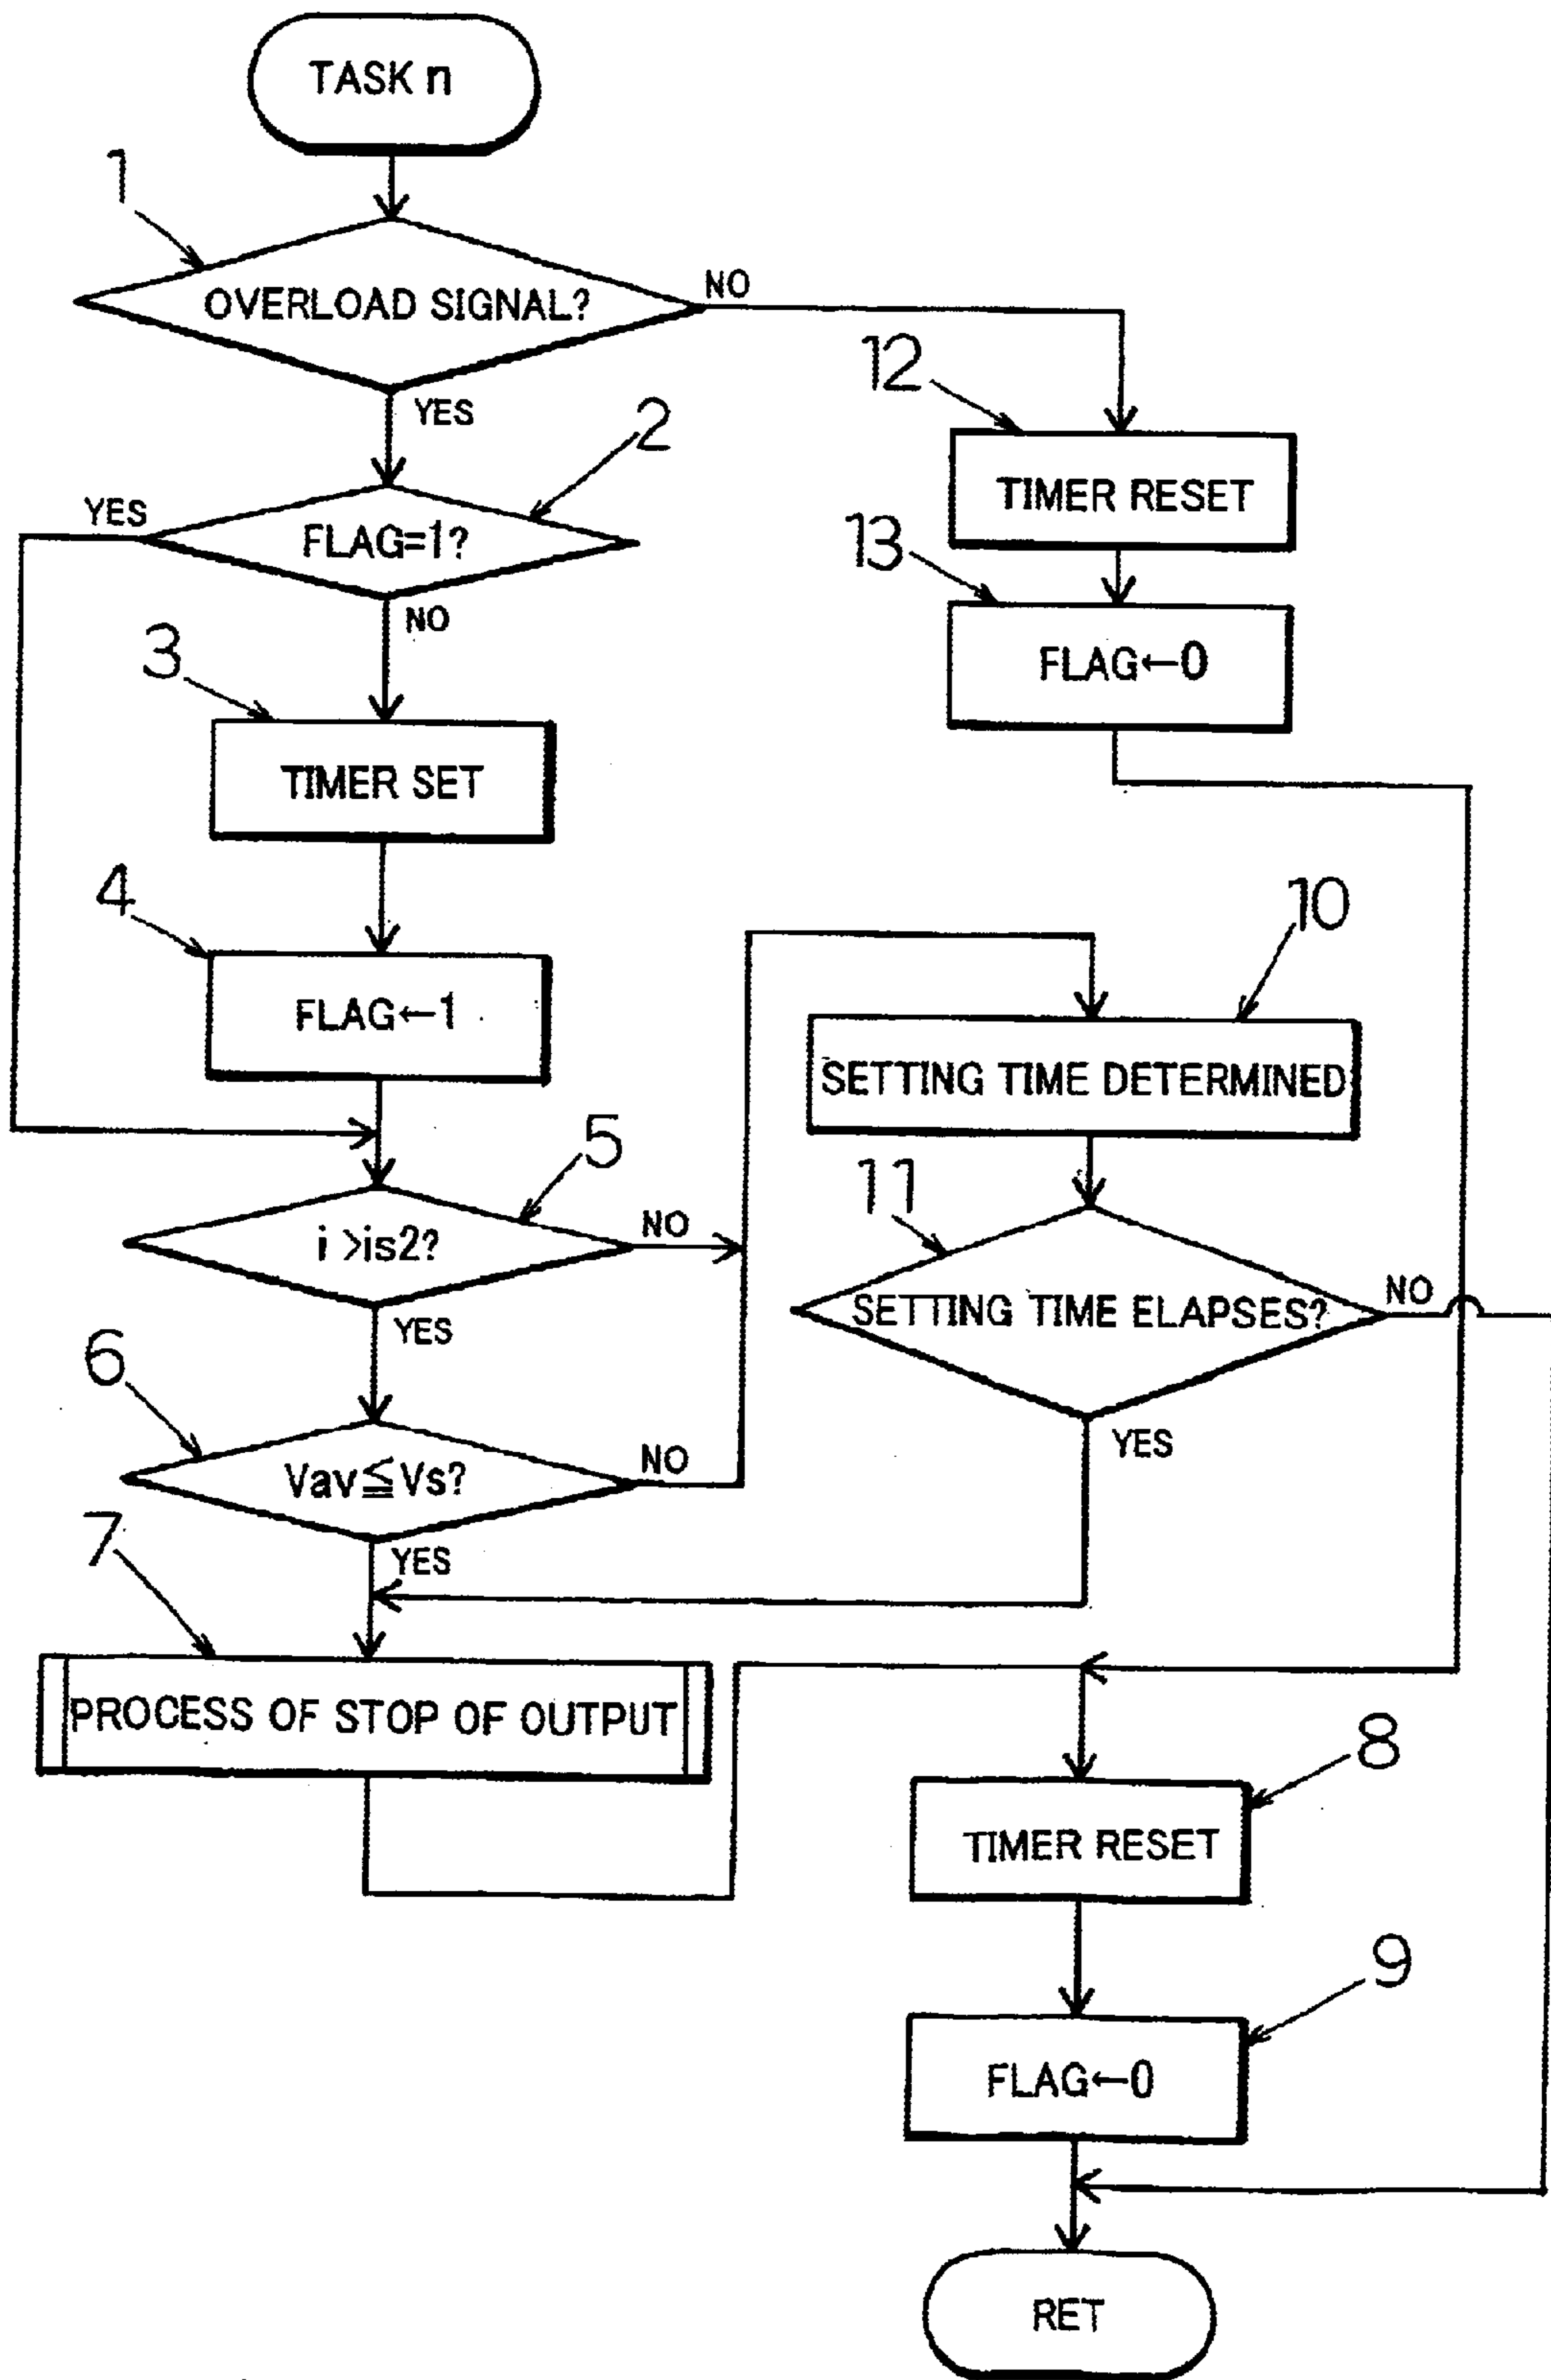 TASK n
1
OVERLOAD SIGNAL?
NO
YES
2
YES
FLAG=1?
NO
3
TIMER SET
4
FLAG←1
5
i >is2?
NO
YES
6
Vav≦Vs?
NO
YES
7
PROCESS OF STOP OF OUTPUT
12
TIMER RESET
13
FLAG←0
10
SETTING TIME DETERMINED
11
SETTING TIME ELAPSES?
NO
YES
8
TIMER RESET
9
FLAG←0
RET